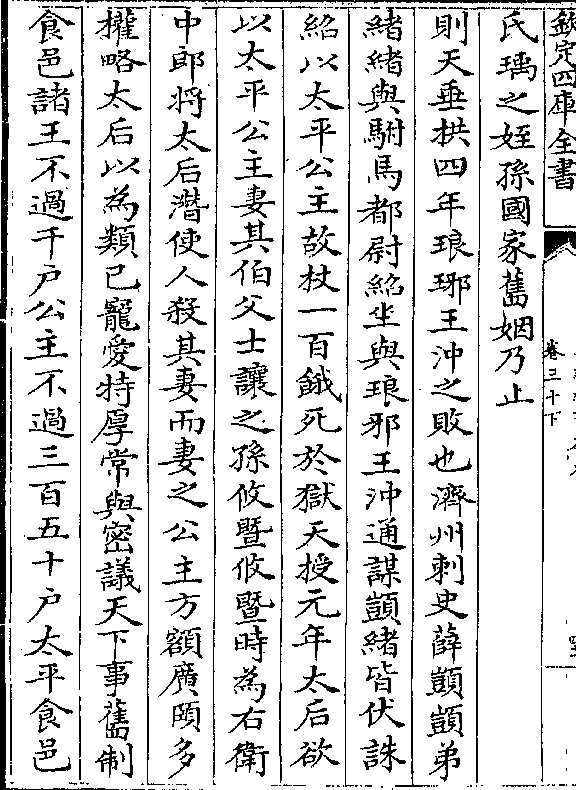 欽定四庫全書
卷三十下
氏瑀之姪孫國家舊姻乃止
則天垂拱四年琅琊王沖之敗也濟州刺史薛顗顗弟
緒緒與駙馬都尉紹坐與琅邪王沖通謀顗緒皆伏誅
紹以太平公主故杖一百餓死於獄天授元年太后欲
以太平公主妻其伯父士讓之孫攸暨攸暨時為右衛
中郎將太后潛使人殺其妻而妻之公主方額廣頤多
權略太后以為類已寵愛特厚常與密議天下事舊制
食邑諸王不過千戶公主不過三百五十戶太平食邑